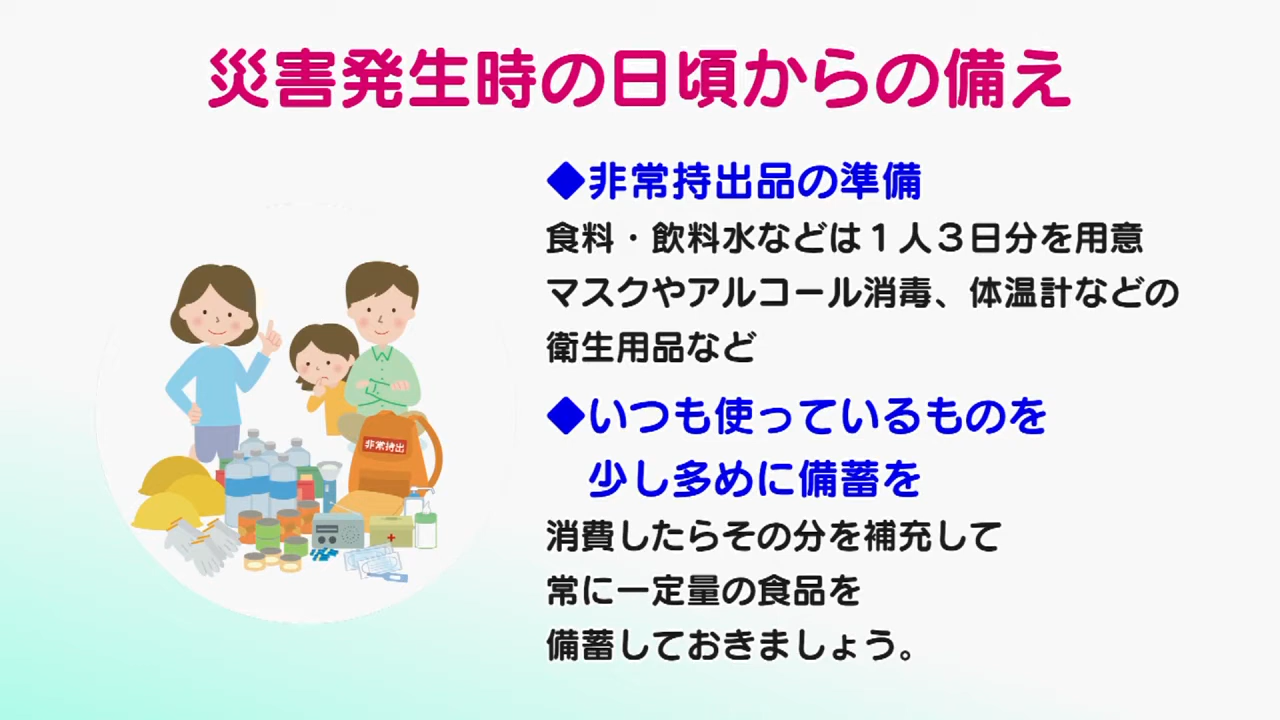 災害発生時の日頃からの備え
◆非常持出品の準備
食料・飲料水などは１人３日分を用意
マスクやアルコール消毒、体温計などの
衛生用品など
◆いつも使っているものを
少し多めに備蓄を
消費したらその分を補充して
常に一定量の食品を
備蓄しておきましょう。
非常持出